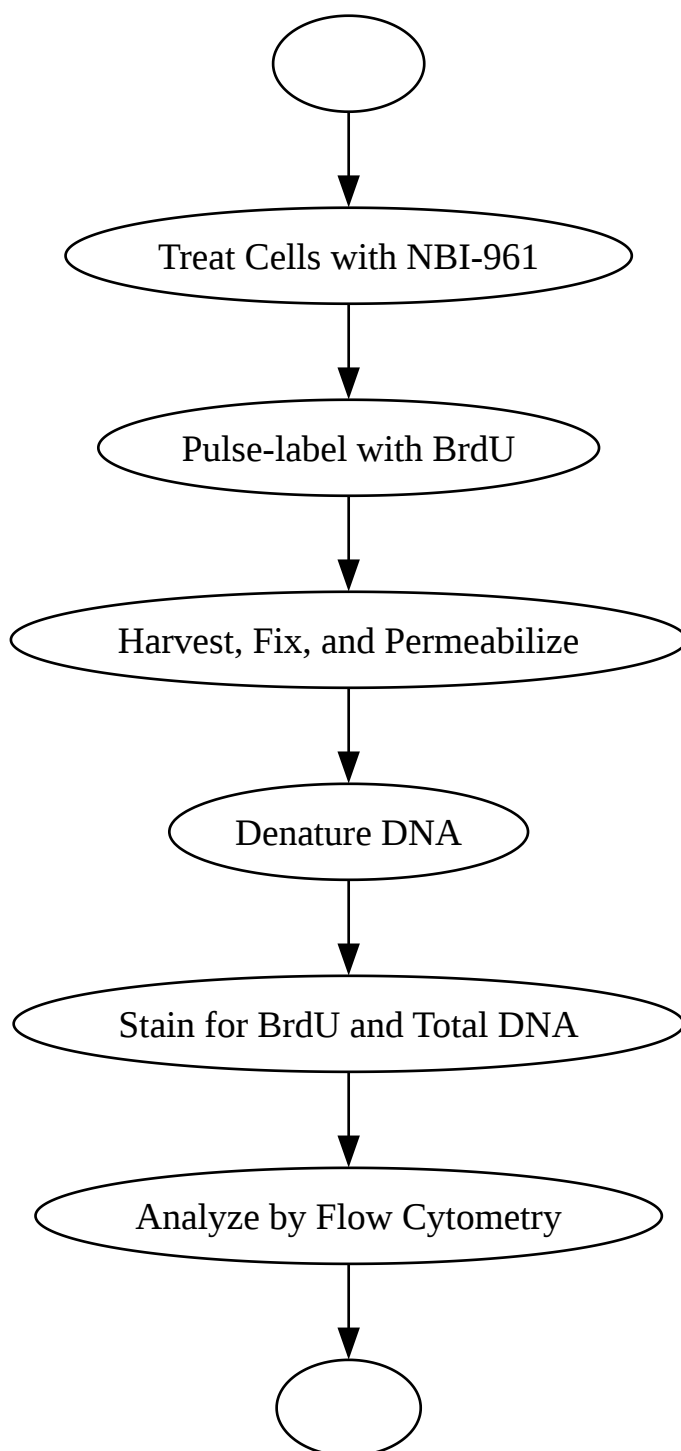 Treat Cells with NBI-961
Pulse-label with BrdU
Harvest, Fix, and Permeabilize
Denature DNA
Stain for BrdU and Total DNA
Analyze by Flow Cytometry